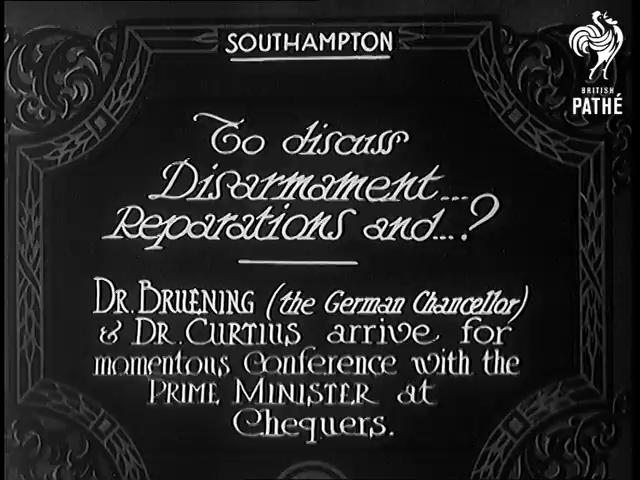 SOUTHAMPTON
BRITISH
PATHÉ
To discuss
Disarmament...
Reparations and...?
DR. BRUENING (the German Chancellor)
& DR. CURTIUS arrive for
momentous Conference with the
PRIME MINISTER at
Chequers.